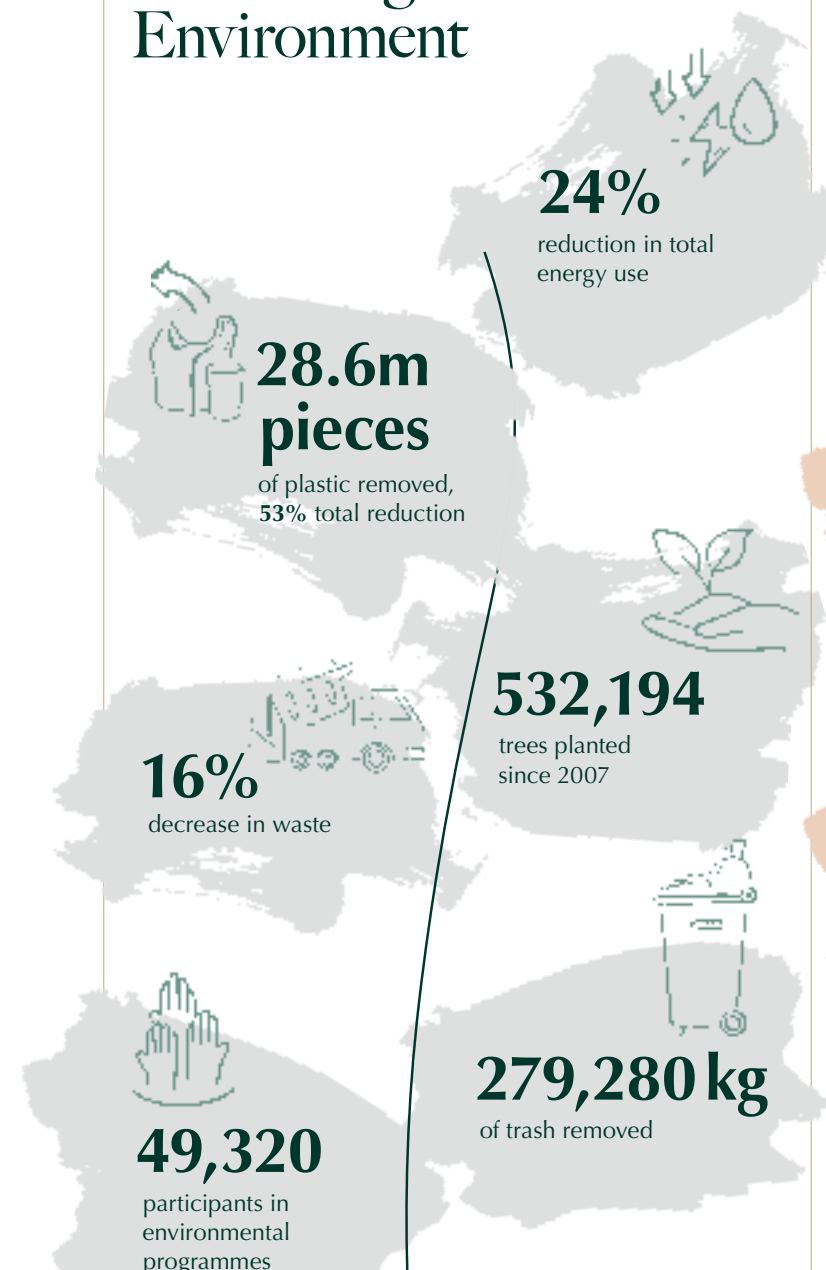 Environment
24%
reduction in total
energy use
28.6m
pieces
of plastic removed,
53% total reduction
532,194
trees planted
since 2007
16%
decrease in waste
279,280 kg
of trash removed
49,320
participants in
environmental
programmes